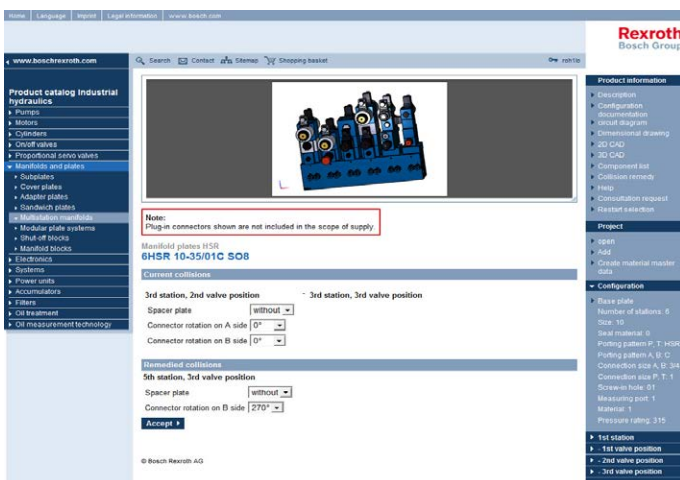 Home | Language | Imprint | Legal information | www.bosch.com
Rexroth
Bosch Group
www.boschrexroth.com
Search Contact Sitemap Shopping basket
Product catalog Industrial
hydraulics
Pumps
Motors
Cylinders
On/off valves
Proportional servo valves
Manifolds and plates
Subplates
Cover plates
Adapter plates
Sandwich plates
Multistation manifolds
Modular plate systems
Shut-off blocks
Manifold blocks
Electronics
Systems
Power units
Accumulators
Filters
Oil treatment
Oil measurement technology
Note:
Plug-in connectors shown are not included in the scope of supply.
Manifold plates HSR
6HSR 10-35/01C SO8
Current collisions
3rd station, 2nd valve position - 3rd station, 3rd valve position
Spacer plate without
Connector rotation on A side 0°
Connector rotation on B side 0°
Remedied collisions
5th station, 3rd valve position
Spacer plate without
Connector rotation on B side 270°
Accept
© Bosch Rexroth AG
Product information
Description
Configuration
documentation
circuit diagram
Dimensional drawing
2D CAD
3D CAD
Component list
Collision remedy
Help
Consultation request
Restart selection
Project
open
Add
Create material master
data
Configuration
Base plate
Number of stations: 6
Size: 10
Seal material: 0
Porting pattern P, T: HSR
Porting pattern A, B: C
Connection size A, B: 3/4
Connection size P, T: 1
Screw-in hole: 01
Measuring port: 1
Material: 1
Pressure rating: 315
1st station
- 1st valve position
- 2nd valve position
- 3rd valve position